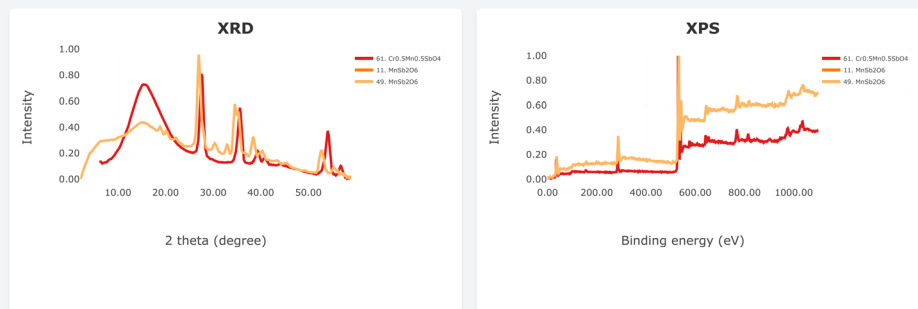 XRD
1.00
0.80
0.60
0.40
0.20
0.00
Intensity
10.00 20.00 30.00 40.00 50.00
2 theta (degree)
61. Cr0.5Mn0.5SbO4
11. MnSb2O6
49. MnSb2O6
XPS
1.00
0.80
0.60
0.40
0.20
0.00
Intensity
0.00 200.00 400.00 600.00 800.00 1000.00
Binding energy (eV)
61. Cr0.5Mn0.5SbO4
11. MnSb2O6
49. MnSb2O6